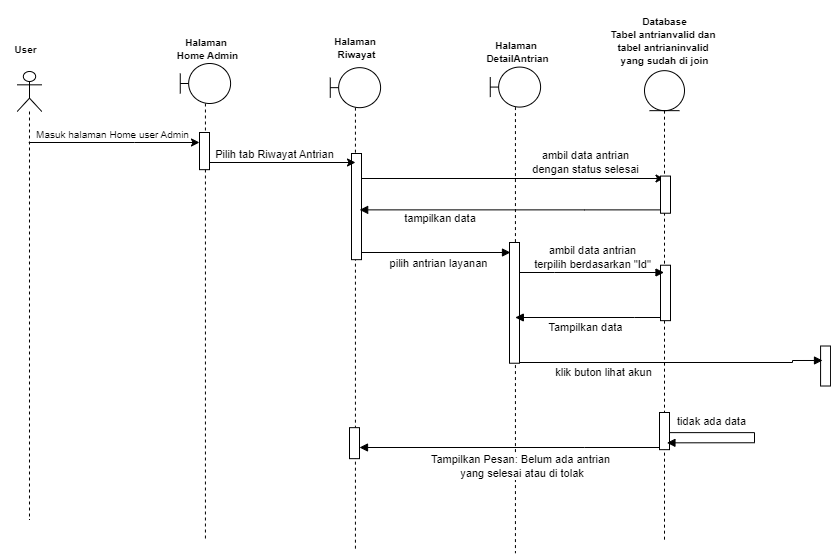 User
Halaman
Home Admin
Halaman
Riwayat
Halaman
DetailAntrian
Database
Tabel antrianvalid dan
tabel antrianinvalid
yang sudah di join
Masuk halaman Home user Admin
Pilih tab Riwayat Antrian
ambil data antrian
dengan status selesai
tampilkan data
pilih antrian layanan
ambil data antrian
terpilih berdasarkan "Id"
Tampilkan data
klik buton lihat akun
tidak ada data
Tampilkan Pesan: Belum ada antrian
yang selesai atau di tolak